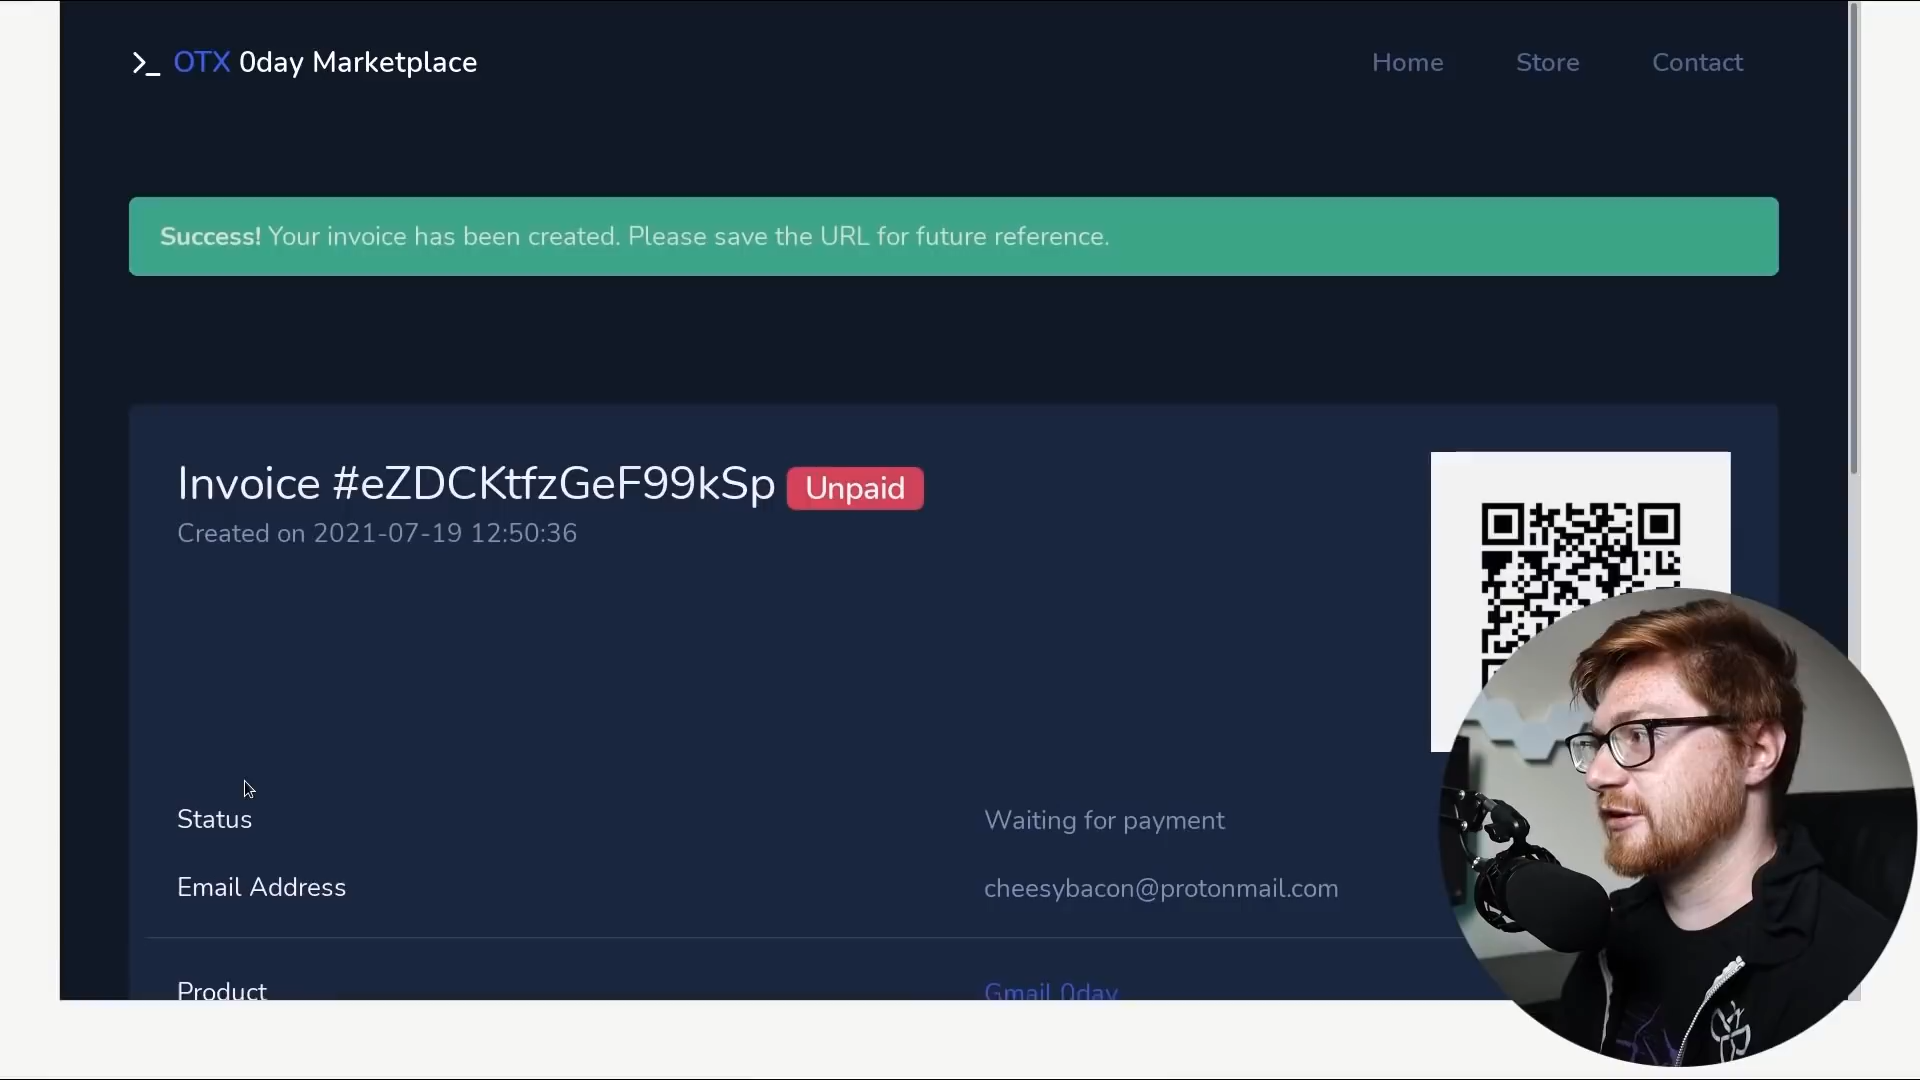 >_ OTX 0day Marketplace
Home
Store
Contact
Success! Your invoice has been created. Please save the URL for future reference.
Invoice #eZDCKtfzGeF99kSp Unpaid
Created on 2021-07-19 12:50:36
Status
Waiting for payment
Email Address
cheesybacon@protonmail.com
Product
Gmail 0day